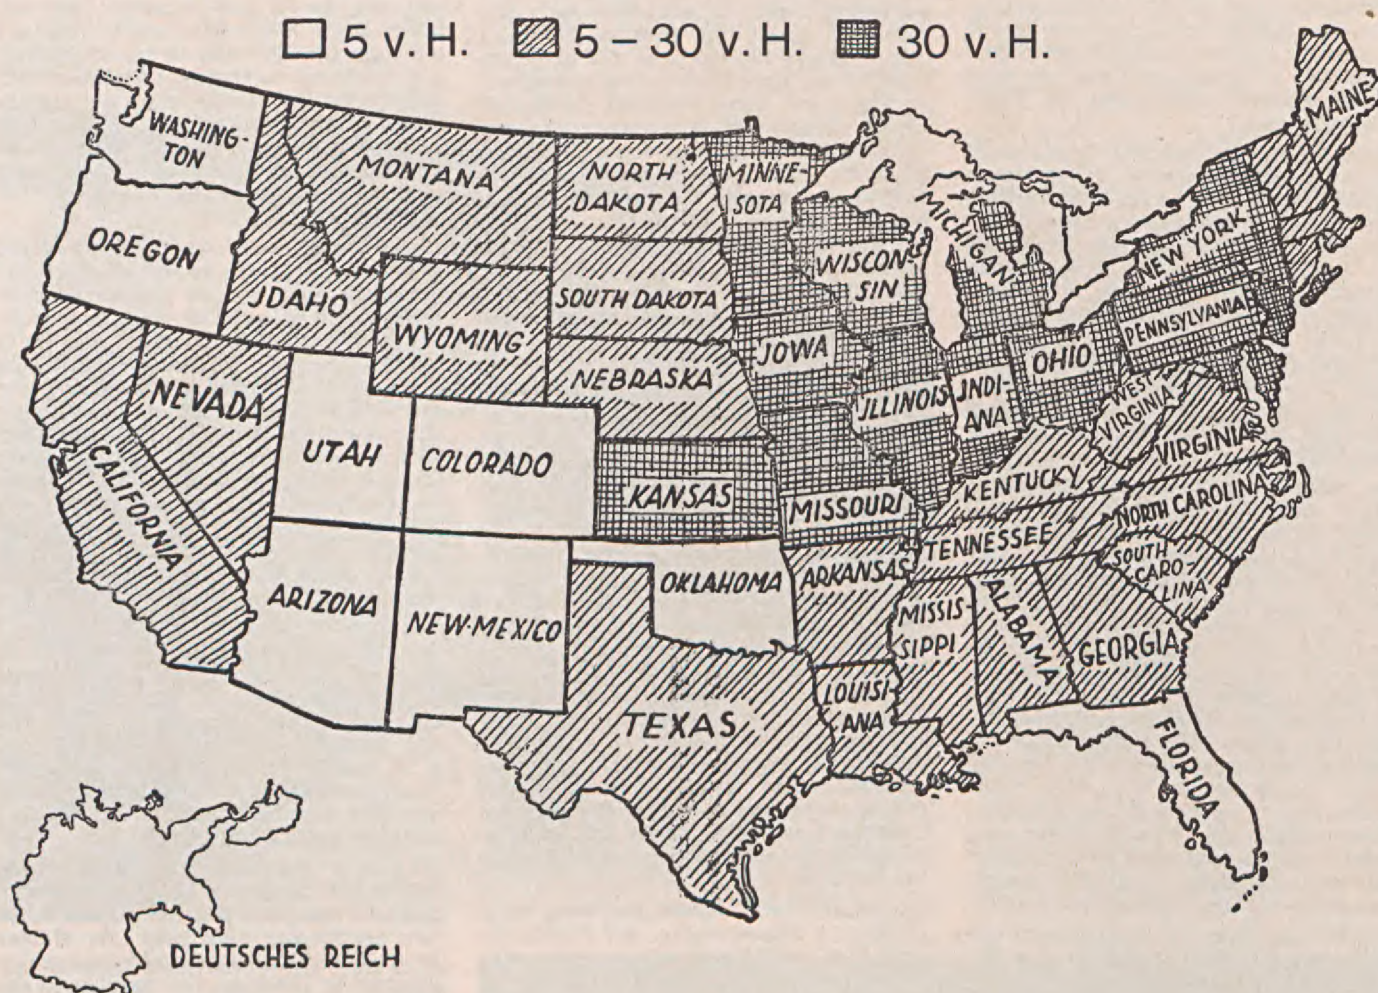 5 v. H. 5 – 30 v. H. 30 v. H.
WASHING-
TON
MONTANA
NORTH
DAKOTA
MINNE-
SOTA
MAINE
OREGON
JDAHO
WYOMING
SOUTH DAKOTA
WISCON
SIN
MICHIGAN
NEW YORK
NEVADA
NEBRASKA
JOWA
PENNSYLVANIA
OHIO
JLLINOIS
JNDI-
ANA
WEST-
VIRGINIA
VIRGINIA
CALIFORNIA
UTAH
COLORADO
KANSAS
MISSOURI
KENTUCKY
NORTH CAROLINA
TENNESSEE
SOUTH
CARO-
LINA
ARIZONA
NEW-MEXICO
OKLAHOMA
ARKANSAS
MISSIS-
SIPPI
ALABAMA
GEORGIA
TEXAS
LOUISI-
ANA
FLORIDA
DEUTSCHES REICH